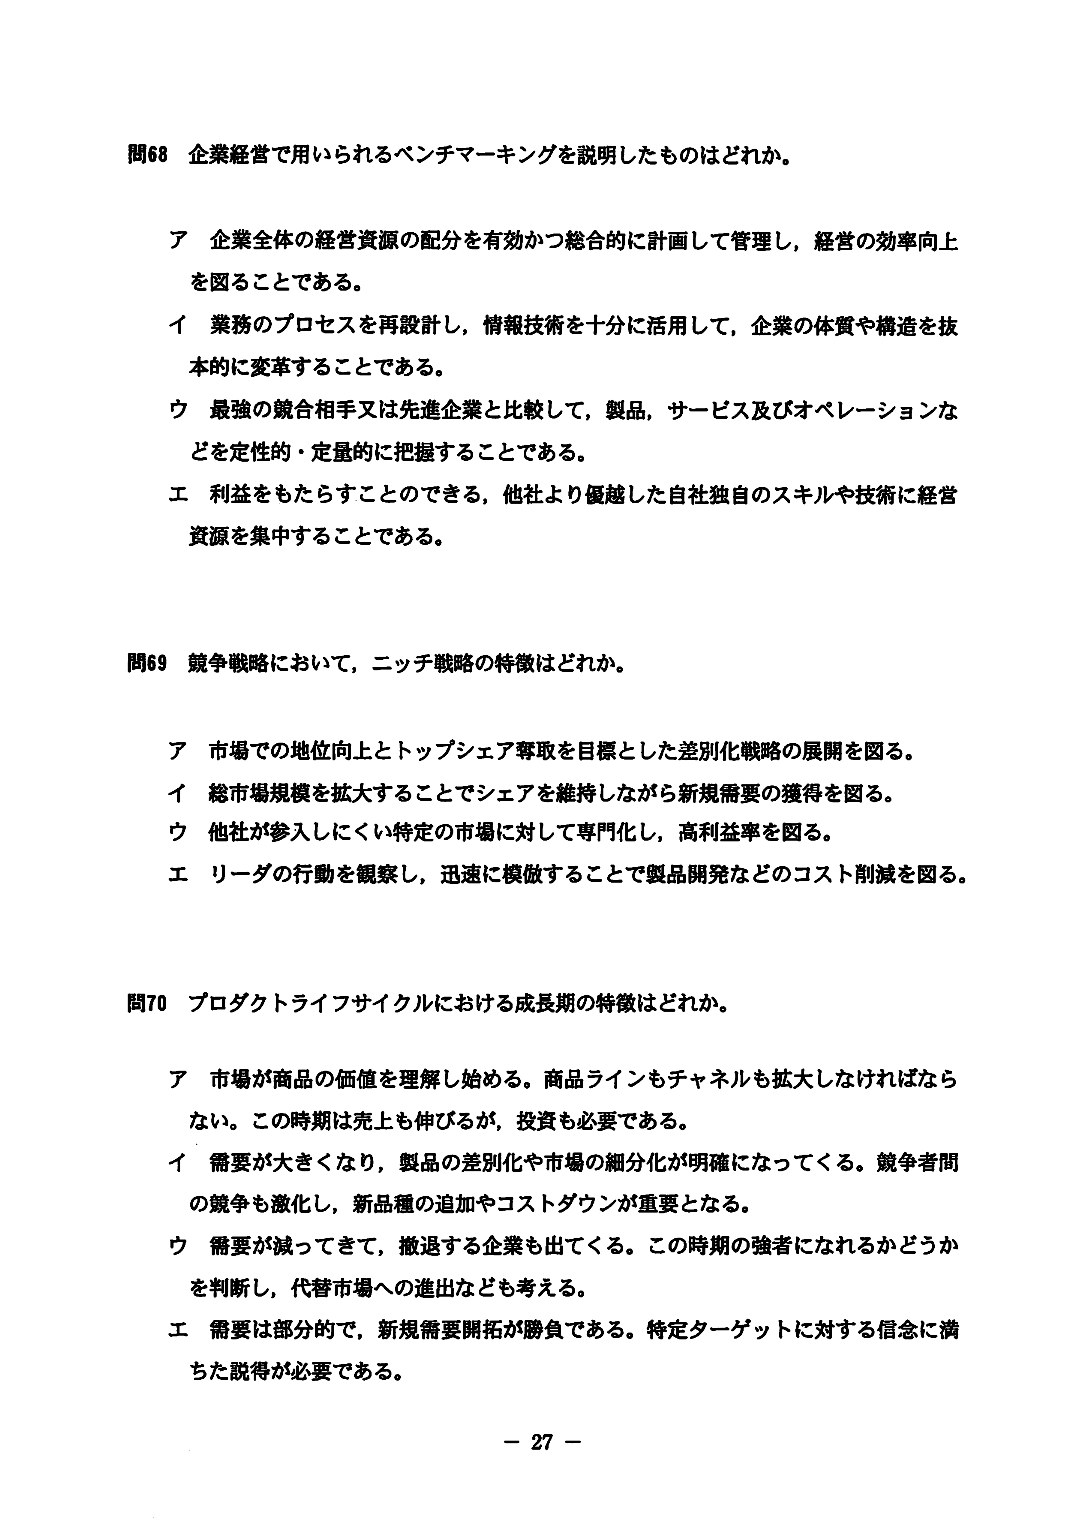 問68 企業経営で用いられるベンチマーキングを説明したものはどれか。
ア 企業全体の経営資源の配分を有効かつ総合的に計画して管理し，経営の効率向上
を図ることである。
イ 業務のプロセスを再設計し，情報技術を十分に活用して，企業の体質や構造を抜
本的に変革することである。
ウ 最強の競合相手又は先進企業と比較して，製品，サービス及びオペレーションな
どを定性的・定量的に把握することである。
エ 利益をもたらすことのできる，他社より優越した自社独自のスキルや技術に経営
資源を集中することである。
問69 競争戦略において，ニッチ戦略の特徴はどれか。
ア 市場での地位向上とトップシェア奪取を目標とした差別化戦略の展開を図る。
イ 総市場規模を拡大することでシェアを維持しながら新規需要の獲得を図る。
ウ 他社が参入しにくい特定の市場に対して専門化し，高利益率を図る。
エ リーダの行動を観察し，迅速に模倣することで製品開発などのコスト削減を図る。
問70 プロダクトライフサイクルにおける成長期の特徴はどれか。
ア 市場が商品の価値を理解し始める。商品ラインもチャネルも拡大しなければなら
ない。この時期は売上も伸びるが，投資も必要である。
イ 需要が大きくなり，製品の差別化や市場の細分化が明確になってくる。競争者間
の競争も激化し，新品種の追加やコストダウンが重要となる。
ウ 需要が減ってきて，撤退する企業も出てくる。この時期の強者になれるかどうか
を判断し，代替市場への進出なども考える。
エ 需要は部分的で，新規需要開拓が勝負である。特定ターゲットに対する信念に満
ちた説得が必要である。
－ 27 －